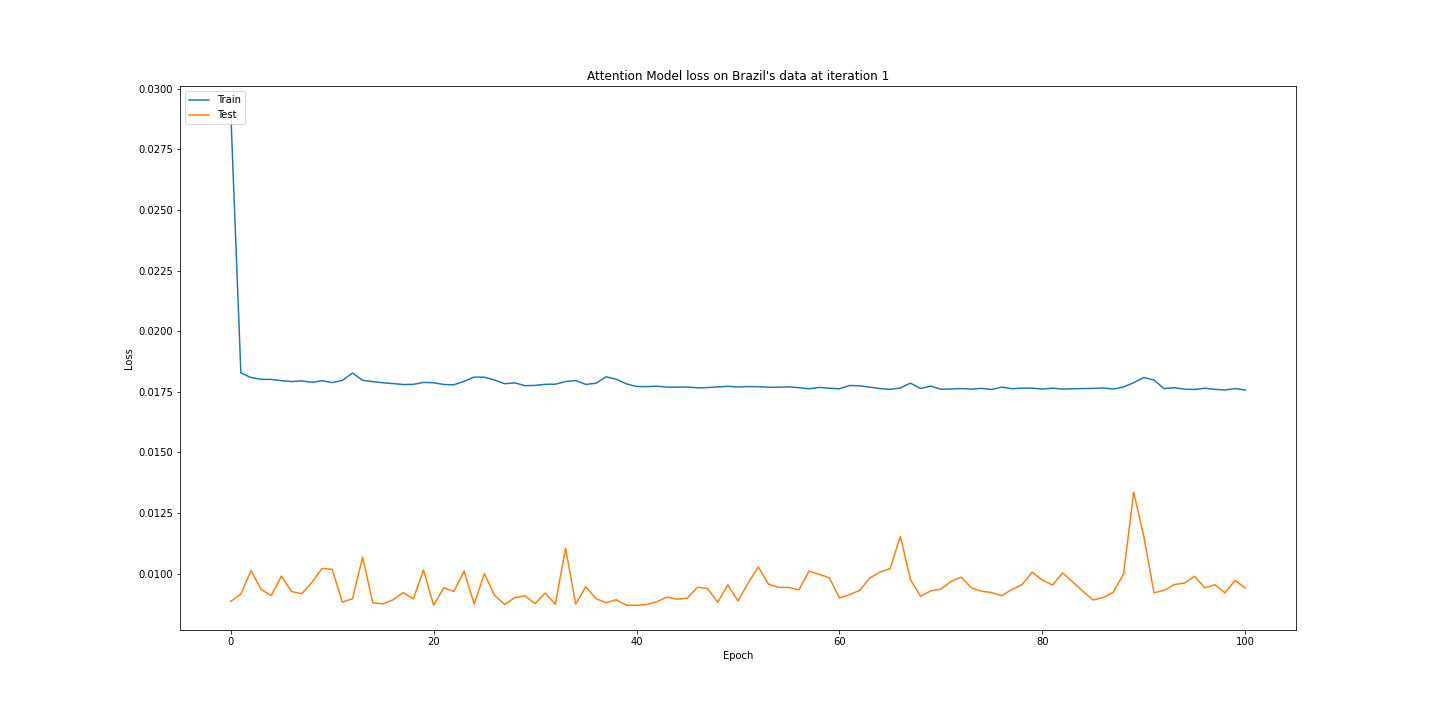 Attention Model loss on Brazil's data at iteration 1
Train
Test
0.0300
0.0275
0.0250
0.0225
0.0200
0.0175
0.0150
0.0125
0.0100
Loss
0 20 40 60 80 100
Epoch